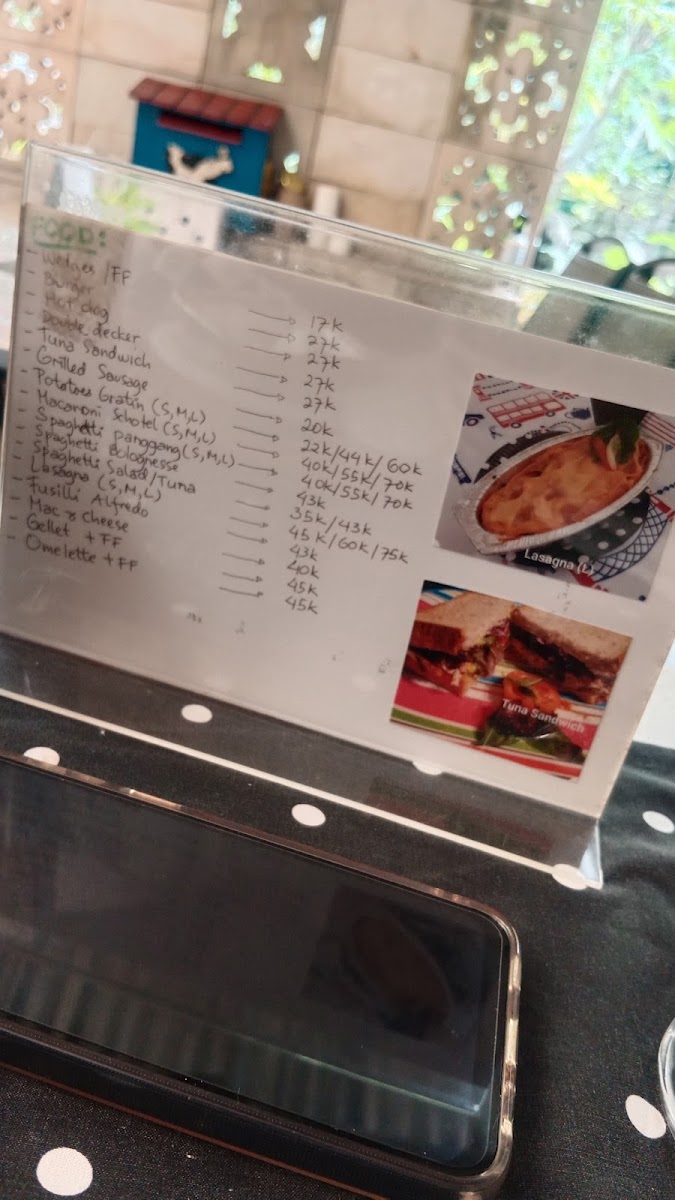 FOOD:
- Wedges /FF → 17k
- Burger → 27k
- Hot dog → 27k
- Double decker → 27k
- Tuna Sandwich → 27k
- Grilled Sausage → 20k
- Potatoes Gratin (S,M,L) → 22k/44k/60k
- Macaroni Schotel (S,M,L) → 40k/55k/70k
- Spaghetti panggang (S,M,L) → 40k/55k/70k
- Spaghetti Bolognesse → 43k
- Spaghetti Salad/Tuna → 35k/43k
- Lasagna (S,M,L) → 45k/60k/75k
- Fusilli Alfredo → 43k
- Mac & Cheese → 40k
- Gellet + FF → 45k
- Omelette + FF → 45k
Lasagna (L)
Tuna Sandwich